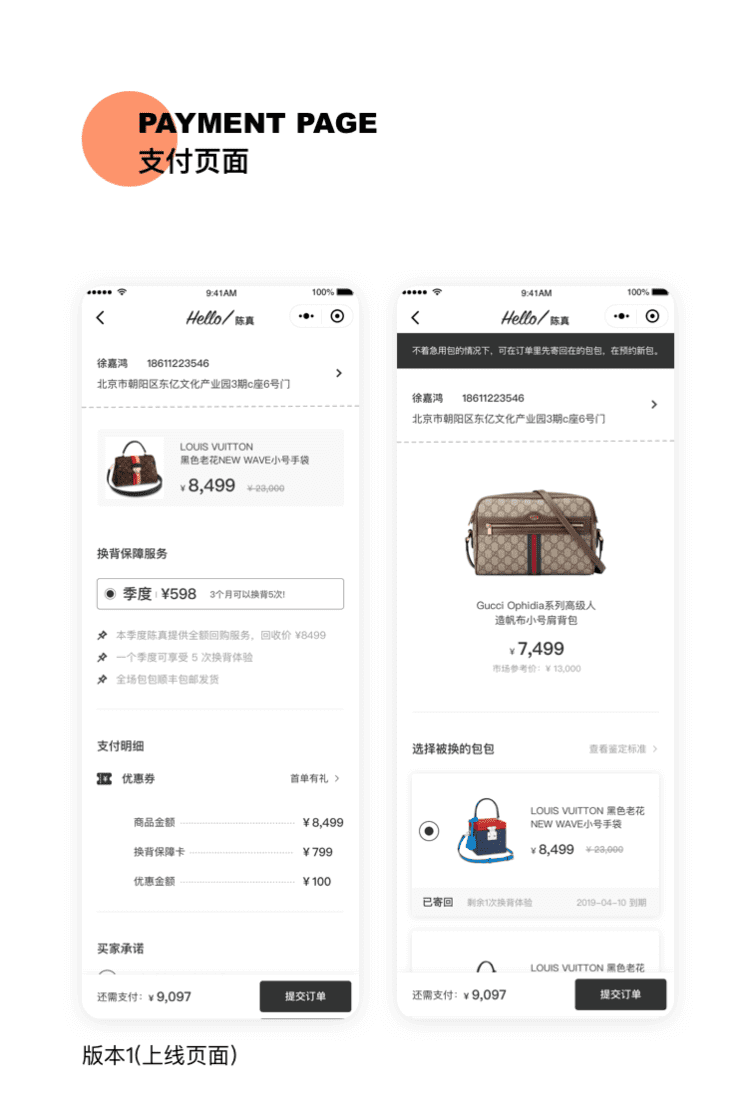 PAYMENT PAGE
支付页面
9:41AM
100%
Hello/ 陈真
徐嘉鸿 18611223546
北京市朝阳区东亿文化产业园3期c座6号门
LOUIS VUITTON
黑色老花NEW WAVE小号手袋
¥ 8,499 ¥ 23,000
换背保障服务
季度 ¥598 3个月可以换背5次!
本季度陈真提供全额回购服务，回收价 ¥8499
一个季度可享受 5 次换背体验
全场包包顺丰包邮发货
支付明细
优惠券 首单有礼
商品金额 ¥ 8,499
换背保障卡 ¥ 799
优惠金额 ¥ 100
买家承诺
还需支付：¥ 9,097 提交订单
9:41AM
100%
Hello/ 陈真
不着急用包的情况下，可在订单里先寄回在的包包，在预约新包。
徐嘉鸿 18611223546
北京市朝阳区东亿文化产业园3期c座6号门
Gucci Ophidia系列高级人
造帆布小号肩背包
¥ 7,499
市场参考价：¥ 13,000
选择被换的包包 查看鉴定标准
LOUIS VUITTON 黑色老花
NEW WAVE小号手袋
¥ 8,499 ¥ 23,000
已寄回 剩余1次换背体验 2019-04-10 到期
LOUIS VUITTON 黑色老花
还需支付：¥ 9,097 提交订单
版本1(上线页面)